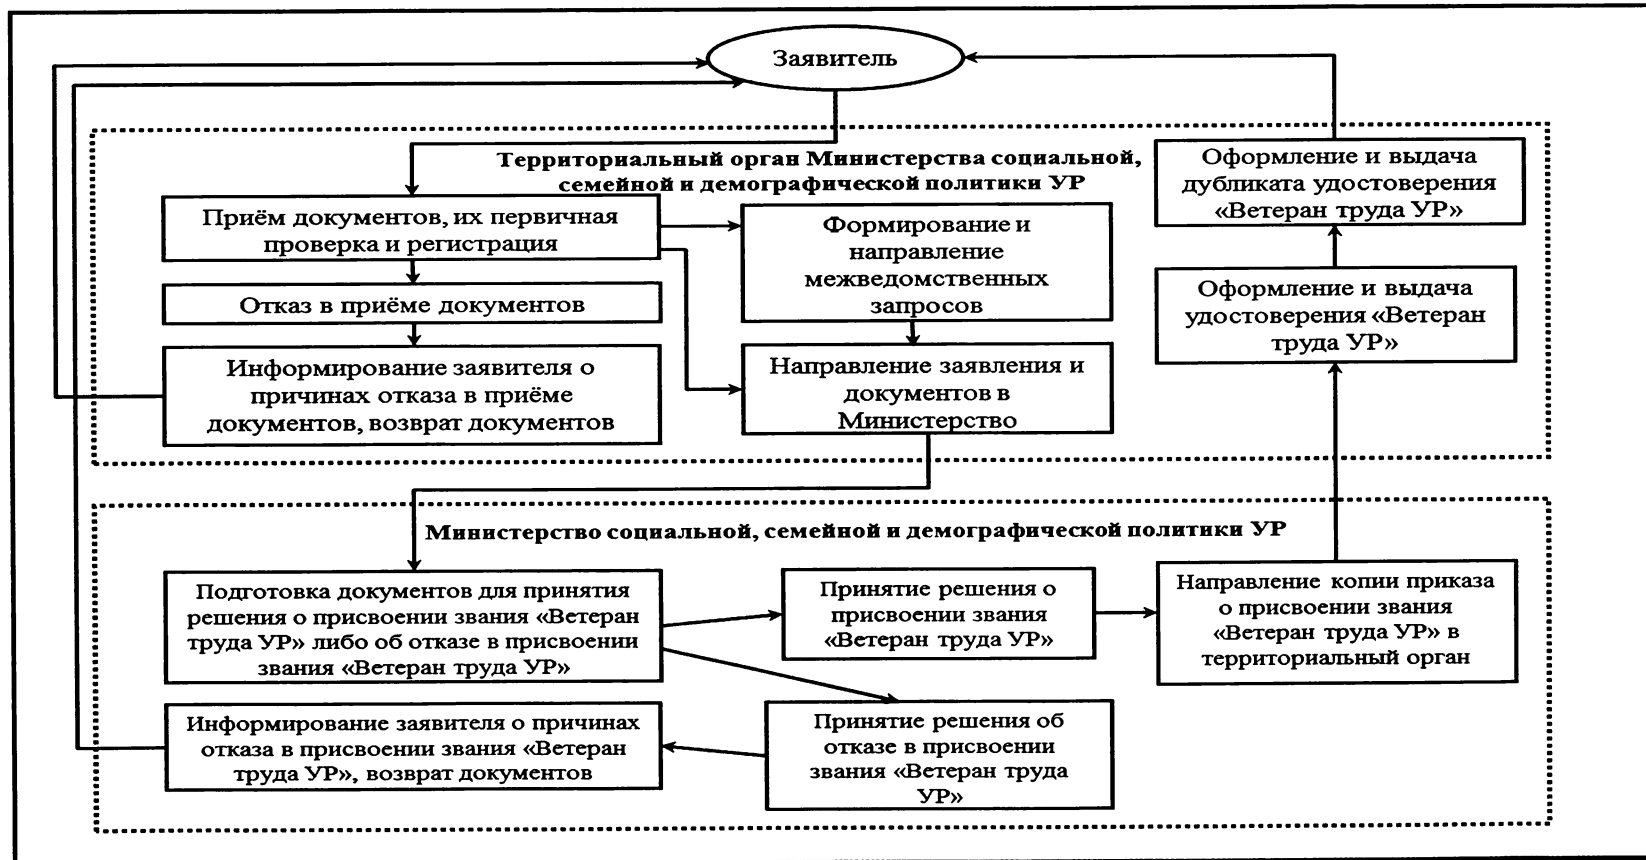 Заявитель
Территориальный орган Министерства социальной,
семейной и демографической политики УР
Приём документов, их первичная
проверка и регистрация
Отказ в приёме документов
Информирование заявителя о
причинах отказа в приёме
документов, возврат документов
Формирование и
направление
межведомственных
запросов
Направление заявления и
документов в
Министерство
Оформление и выдача
дубликата удостоверения
«Ветеран труда УР»
Оформление и выдача
удостоверения «Ветеран
труда УР»
Министерство социальной, семейной и демографической политики УР
Подготовка документов для принятия
решения о присвоении звания «Ветеран
труда УР» либо об отказе в присвоении
звания «Ветеран труда УР»
Принятие решения о
присвоении звания
«Ветеран труда УР»
Направление копии приказа
о присвоении звания
«Ветеран труда УР» в
территориальный орган
Информирование заявителя о причинах
отказа в присвоении звания «Ветеран
труда УР», возврат документов
Принятие решения об
отказе в присвоении
звания «Ветеран труда
УР»